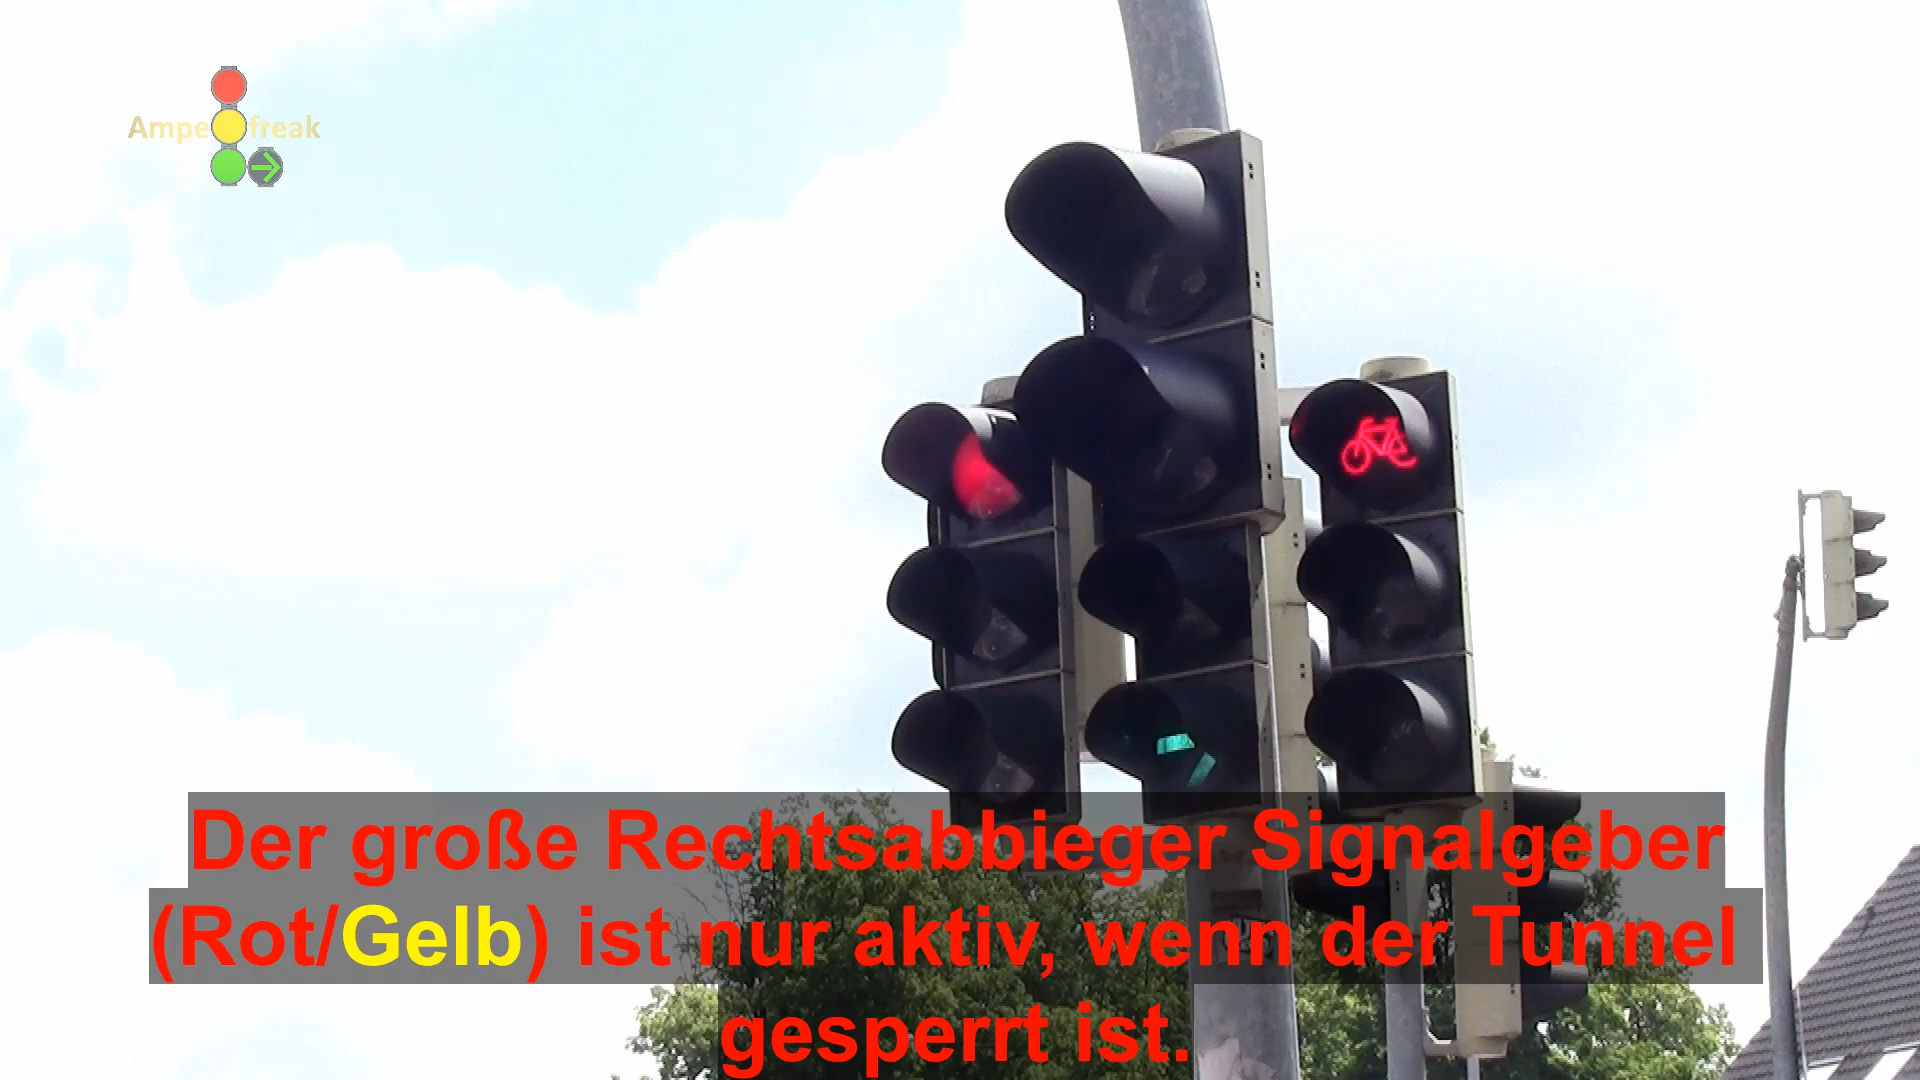 Ampelfreak
Der große Rechtsabbieger Signalgeber
(Rot/Gelb) ist nur aktiv, wenn der Tunnel
gesperrt ist.